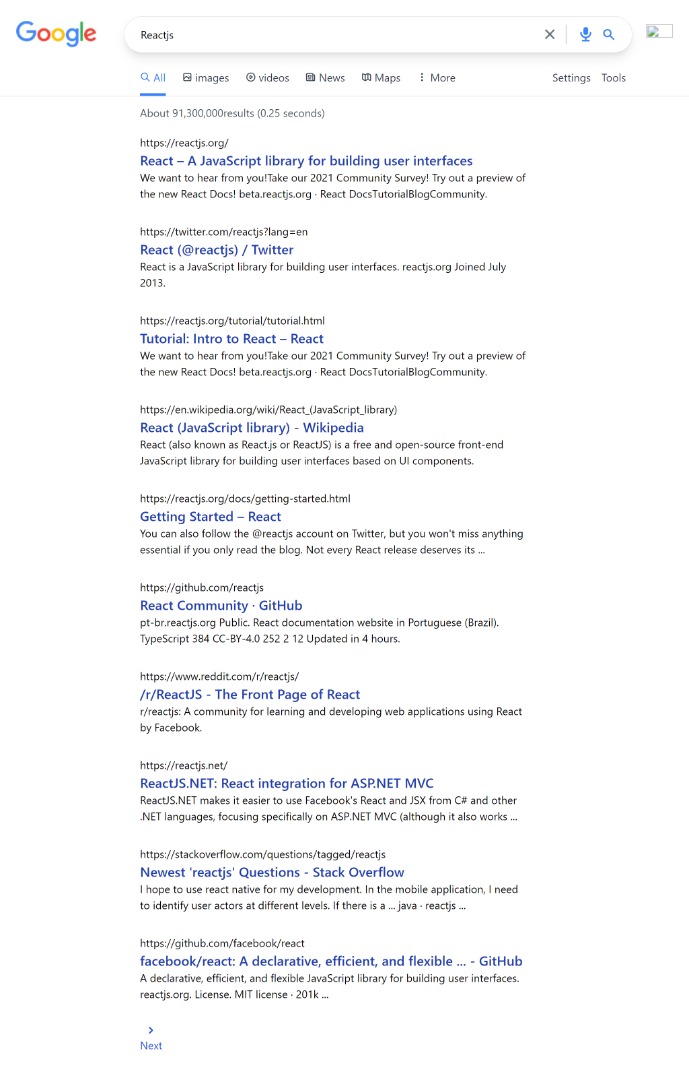 Google
Reactjs
All images videos News Maps More Settings Tools
About 91,300,000results (0.25 seconds)
https://reactjs.org/
React – A JavaScript library for building user interfaces
We want to hear from you!Take our 2021 Community Survey! Try out a preview of
the new React Docs! beta.reactjs.org · React DocsTutorialBlogCommunity.
https://twitter.com/reactjs?lang=en
React (@reactjs) / Twitter
React is a JavaScript library for building user interfaces. reactjs.org Joined July
2013.
https://reactjs.org/tutorial/tutorial.html
Tutorial: Intro to React – React
We want to hear from you!Take our 2021 Community Survey! Try out a preview of
the new React Docs! beta.reactjs.org · React DocsTutorialBlogCommunity.
https://en.wikipedia.org/wiki/React_(JavaScript_library)
React (JavaScript library) - Wikipedia
React (also known as React.js or ReactJS) is a free and open-source front-end
JavaScript library for building user interfaces based on UI components.
https://reactjs.org/docs/getting-started.html
Getting Started – React
You can also follow the @reactjs account on Twitter, but you won't miss anything
essential if you only read the blog. Not every React release deserves its ...
https://github.com/reactjs
React Community · GitHub
pt-br.reactjs.org Public. React documentation website in Portuguese (Brazil).
TypeScript 384 CC-BY-4.0 252 2 12 Updated in 4 hours.
https://www.reddit.com/r/reactjs/
/r/ReactJS - The Front Page of React
r/reactjs: A community for learning and developing web applications using React
by Facebook.
https://reactjs.net/
ReactJS.NET: React integration for ASP.NET MVC
ReactJS.NET makes it easier to use Facebook's React and JSX from C# and other
.NET languages, focusing specifically on ASP.NET MVC (although it also works ...
https://stackoverflow.com/questions/tagged/reactjs
Newest 'reactjs' Questions - Stack Overflow
I hope to use react native for my development. In the mobile application, I need
to identify user actors at different levels. If there is a ... java · reactjs ...
https://github.com/facebook/react
facebook/react: A declarative, efficient, and flexible ... - GitHub
A declarative, efficient, and flexible JavaScript library for building user interfaces.
reactjs.org. License. MIT license · 201k ...
Next